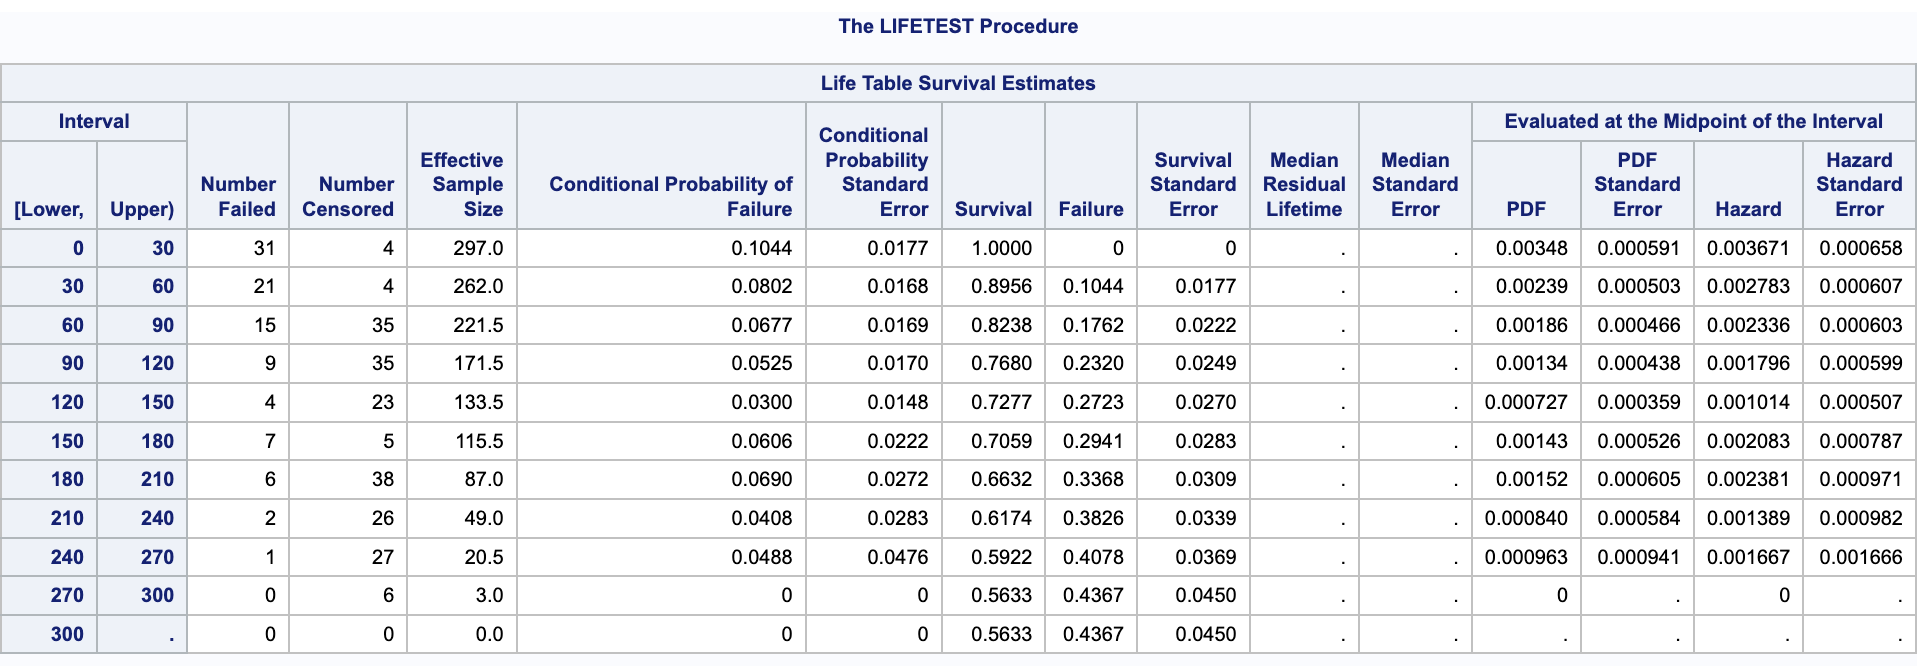 The LIFETEST Procedure
Life Table Survival Estimates
Interval Number Failed Number Censored Effective Sample Size Conditional Probability of Failure Conditional Probability Standard Error Survival Failure Survival Standard Error Median Residual Lifetime Median Standard Error Evaluated at the Midpoint of the Interval
[Lower, Upper) PDF PDF Standard Error Hazard Hazard Standard Error
0 30 31 4 297.0 0.1044 0.0177 1.0000 0 0 . . 0.00348 0.000591 0.003671 0.000658
30 60 21 4 262.0 0.0802 0.0168 0.8956 0.1044 0.0177 . . 0.00239 0.000503 0.002783 0.000607
60 90 15 35 221.5 0.0677 0.0169 0.8238 0.1762 0.0222 . . 0.00186 0.000466 0.002336 0.000603
90 120 9 35 171.5 0.0525 0.0170 0.7680 0.2320 0.0249 . . 0.00134 0.000438 0.001796 0.000599
120 150 4 23 133.5 0.0300 0.0148 0.7277 0.2723 0.0270 . . 0.000727 0.000359 0.001014 0.000507
150 180 7 5 115.5 0.0606 0.0222 0.7059 0.2941 0.0283 . . 0.00143 0.000526 0.002083 0.000787
180 210 6 38 87.0 0.0690 0.0272 0.6632 0.3368 0.0309 . . 0.00152 0.000605 0.002381 0.000971
210 240 2 26 49.0 0.0408 0.0283 0.6174 0.3826 0.0339 . . 0.000840 0.000584 0.001389 0.000982
240 270 1 27 20.5 0.0488 0.0476 0.5922 0.4078 0.0369 . . 0.000963 0.000941 0.001667 0.001666
270 300 0 6 3.0 0 0 0.5633 0.4367 0.0450 . . 0 . 0 .
300 . 0 0 0.0 0 0 0.5633 0.4367 0.0450 . . . . . .